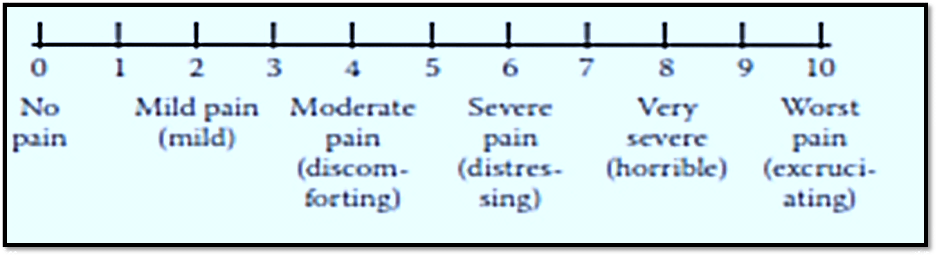 0 1 2 3 4 5 6 7 8 9 10
No Mild pain Moderate Severe Very Worst
pain (mild) pain pain severe pain
(discom- (distres- (horrible) (excruci-
forting) sing) ating)